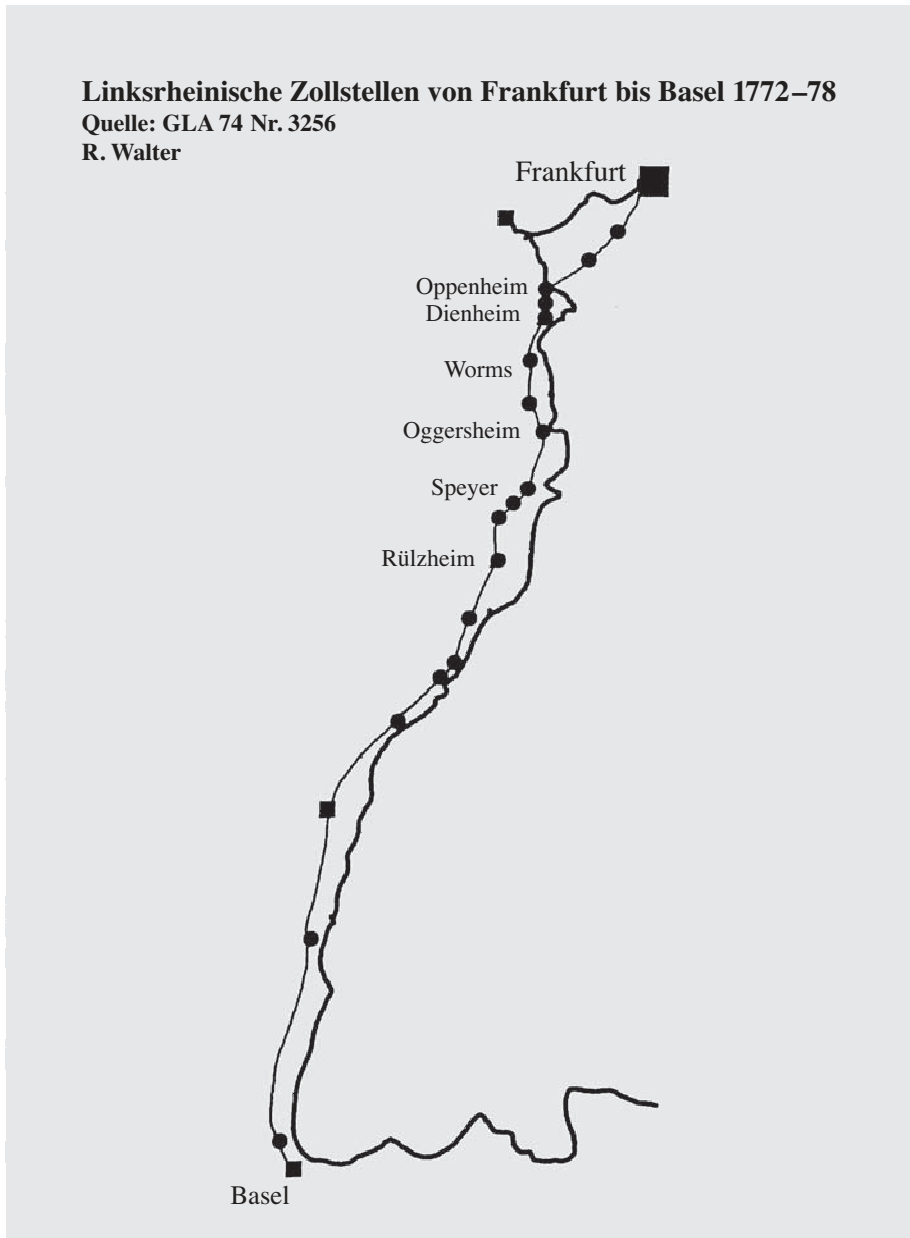 Linksrheinische Zollstellen von Frankfurt bis Basel 1772–78
Quelle: GLA 74 Nr. 3256
R. Walter
Frankfurt
Oppenheim
Dienheim
Worms
Oggersheim
Speyer
Rülzheim
Basel